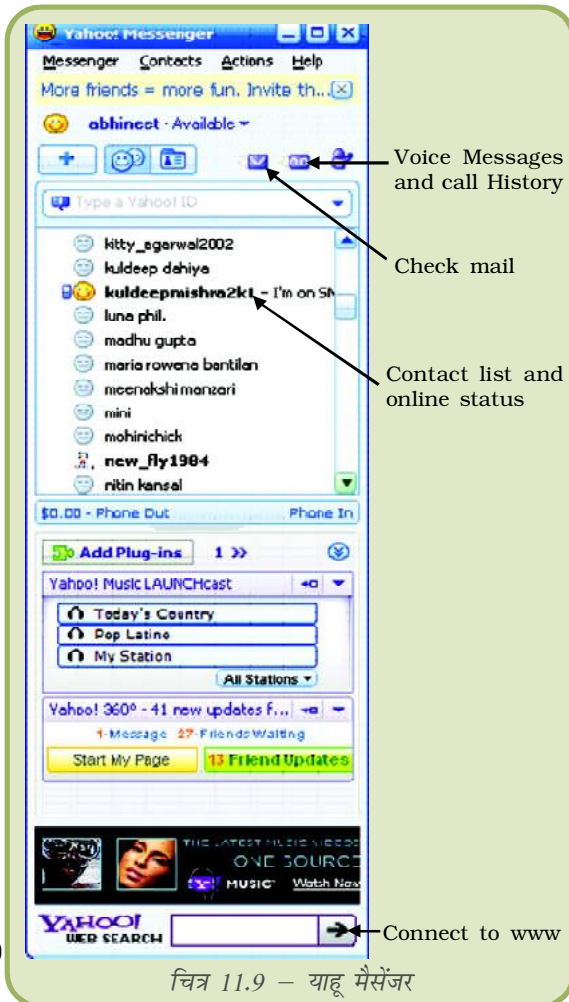 Yahoo! Messenger
Messenger Contacts Actions Help
More friends = more fun. Invite th...
abhineet - Available
Voice Messages
and call History
Type a Yahoo! ID
Check mail
kitty_agarwal2002
kuldeep dahiya
kuldeepmishra2k1 - I'm on SN
luna phil.
madhu gupta
maria rowena bantilan
meenakshi manzari
mini
mohinichick
new_fly1984
nitin kansal
Contact list and
online status
$0.00 - Phone Out Phone In
Add Plug-ins 1 >>
Yahoo! Music LAUNCHcast
Today's Country
Pop Latino
My Station
All Stations
Yahoo! 360º - 41 new updates f...
1-Message 27-Friends Waiting
Start My Page 13 Friend Updates
THE LATEST MUSIC VIDEOS
ONE SOURCE
MUSIC Watch Now
YAHOO!
WEB SEARCH
Connect to www
चित्र 11.9 – याहू मैसेंजर